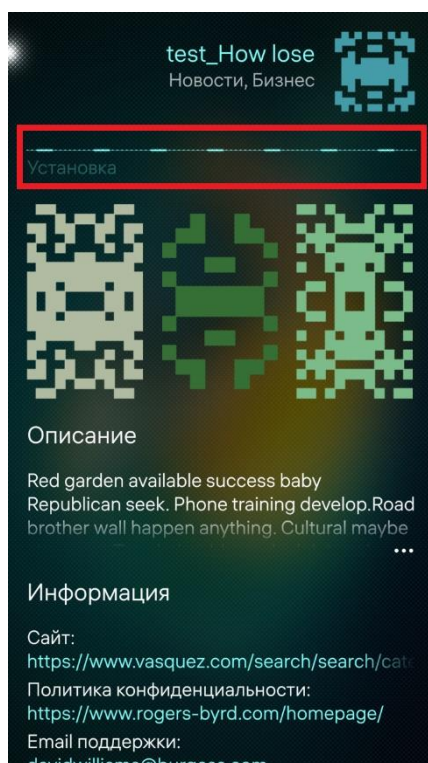 test_How lose
Новости, Бизнес
Установка
Описание
Red garden available success baby
Republican seek. Phone training develop.Road
brother wall happen anything. Cultural maybe
...
Информация
Сайт:
https://www.vasquez.com/search/search/cate
Политика конфиденциальности:
https://www.rogers-byrd.com/homepage/
Email поддержки: